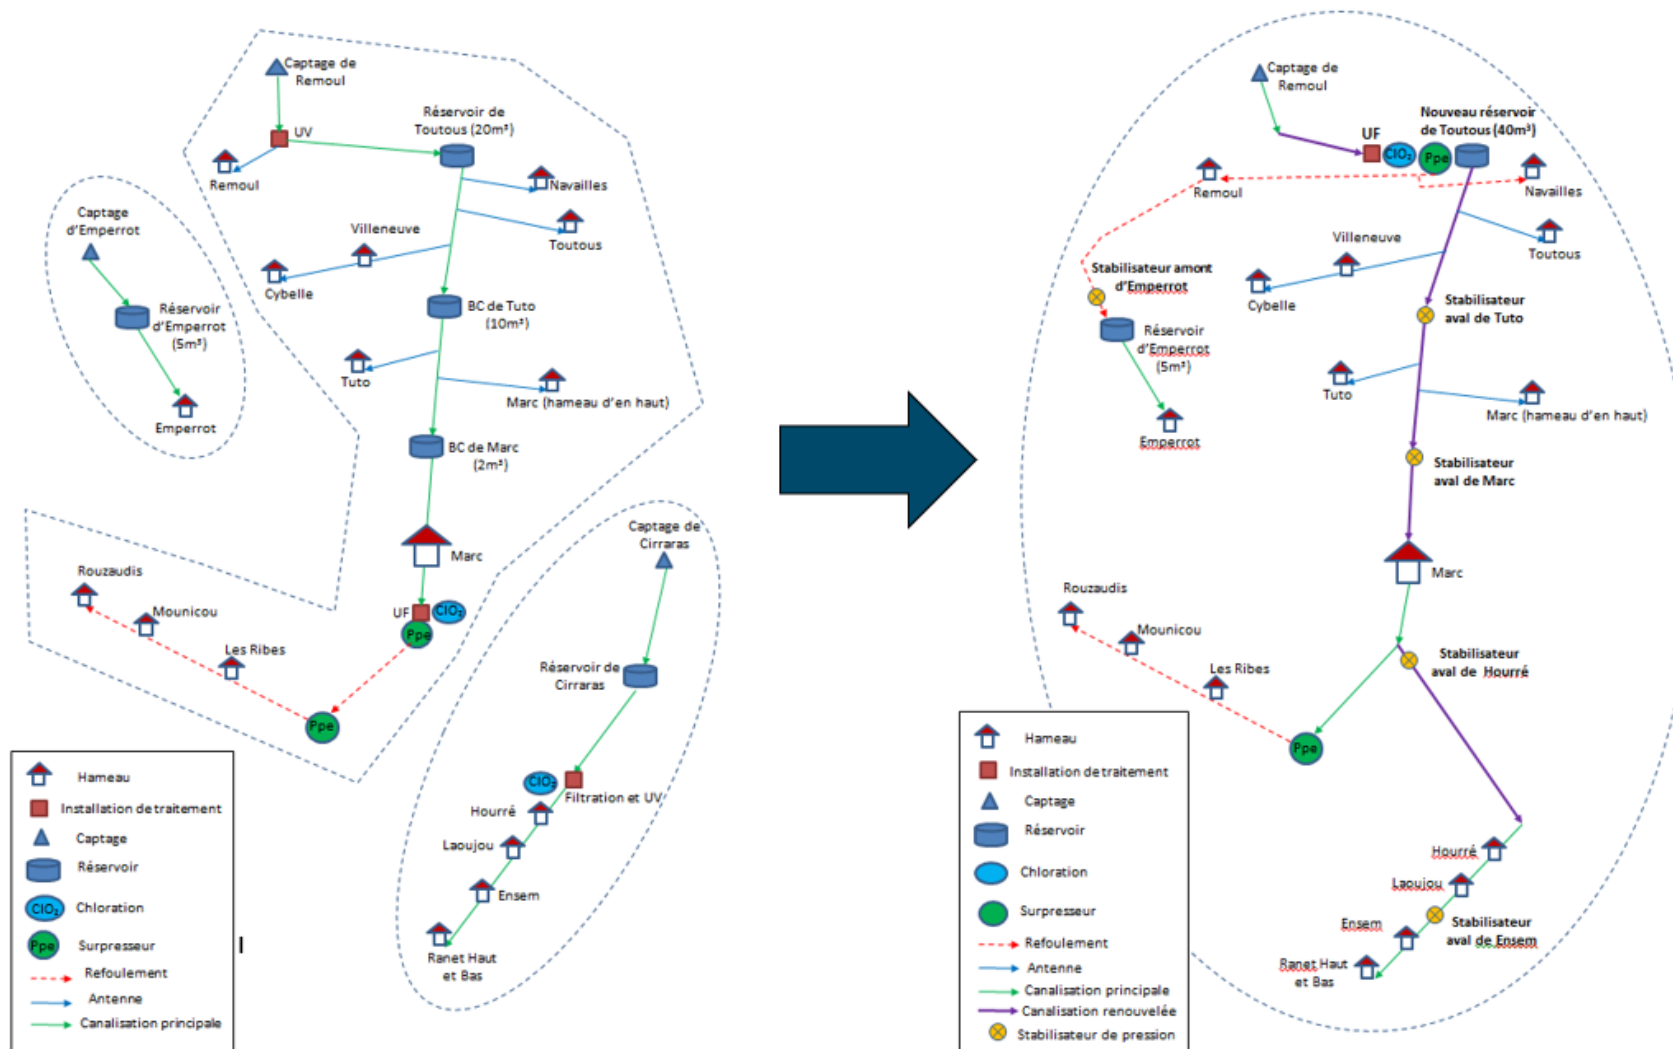 Captage de
Remoul
UV
Remoul
Réservoir de
Toutous (20m³)
Navailles
Toutous
Villeneuve
Cybelle
BC de Tuto
(10m³)
Tuto
Marc (hameau d'en haut)
BC de Marc
(2m³)
Marc
UF
ClO₂
Ppe
Rouzaudis
Mounicou
Les Ribes
Ppe
Captage
d'Emperrot
Réservoir
d'Emperrot
(5m³)
Emperrot
Captage de
Cirraras
Réservoir de
Cirraras
ClO₂
Filtration et UV
Hourré
Laoujou
Ensem
Ranet Haut
et Bas
Hameau
Installation de traitement
Captage
Réservoir
ClO₂
Chloration
Ppe
Surpresseur
Refoulement
Antenne
Canalisation principale
Captage de
Remoul
UF
ClO₂
Ppe
Nouveau réservoir
de Toutous (40m³)
Remoul
Navailles
Toutous
Villeneuve
Cybelle
Stabilisateur amont
d'Emperrot
Réservoir
d'Emperrot
(5m³)
Emperrot
Stabilisateur
aval de Tuto
Tuto
Marc (hameau d'en haut)
Stabilisateur
aval de Marc
Marc
Rouzaudis
Mounicou
Les Ribes
Ppe
Stabilisateur
aval de Hourré
Hourré
Laoujou
Ensem
Stabilisateur
aval de Ensem
Ranet Haut
et Bas
Hameau
Installation de traitement
Captage
Réservoir
Chloration
Surpresseur
Refoulement
Antenne
Canalisation principale
Canalisation renouvelée
Stabilisateur de pression